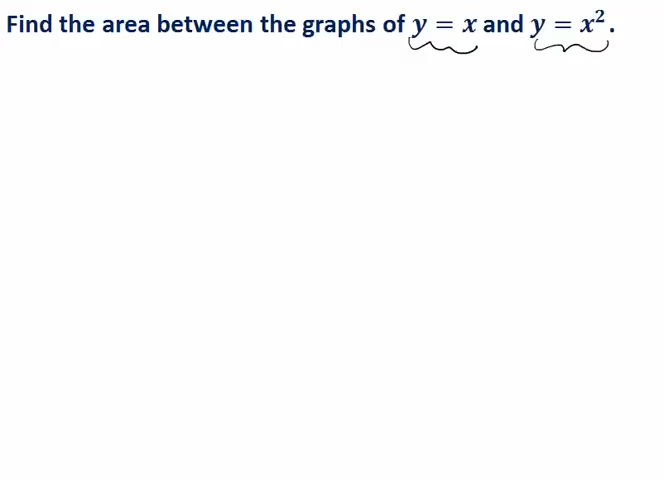 Find the area between the graphs of y = x and y = x².